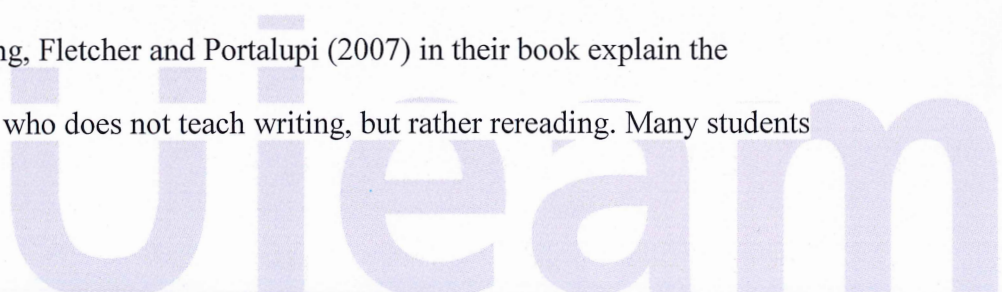 ng, Fletcher and Portalupi (2007) in their book explain the
who does not teach writing, but rather rereading. Many students
Uleam